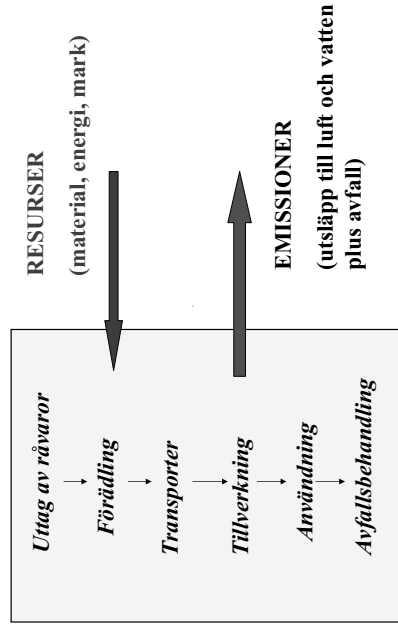 Uttag av råvaror
Förädling
Transporter
Tillverkning
Användning
Avfallsbehandling
RESURSER
(material, energi, mark)
EMISSIONER
(utsläpp till luft och vatten
plus avfall)